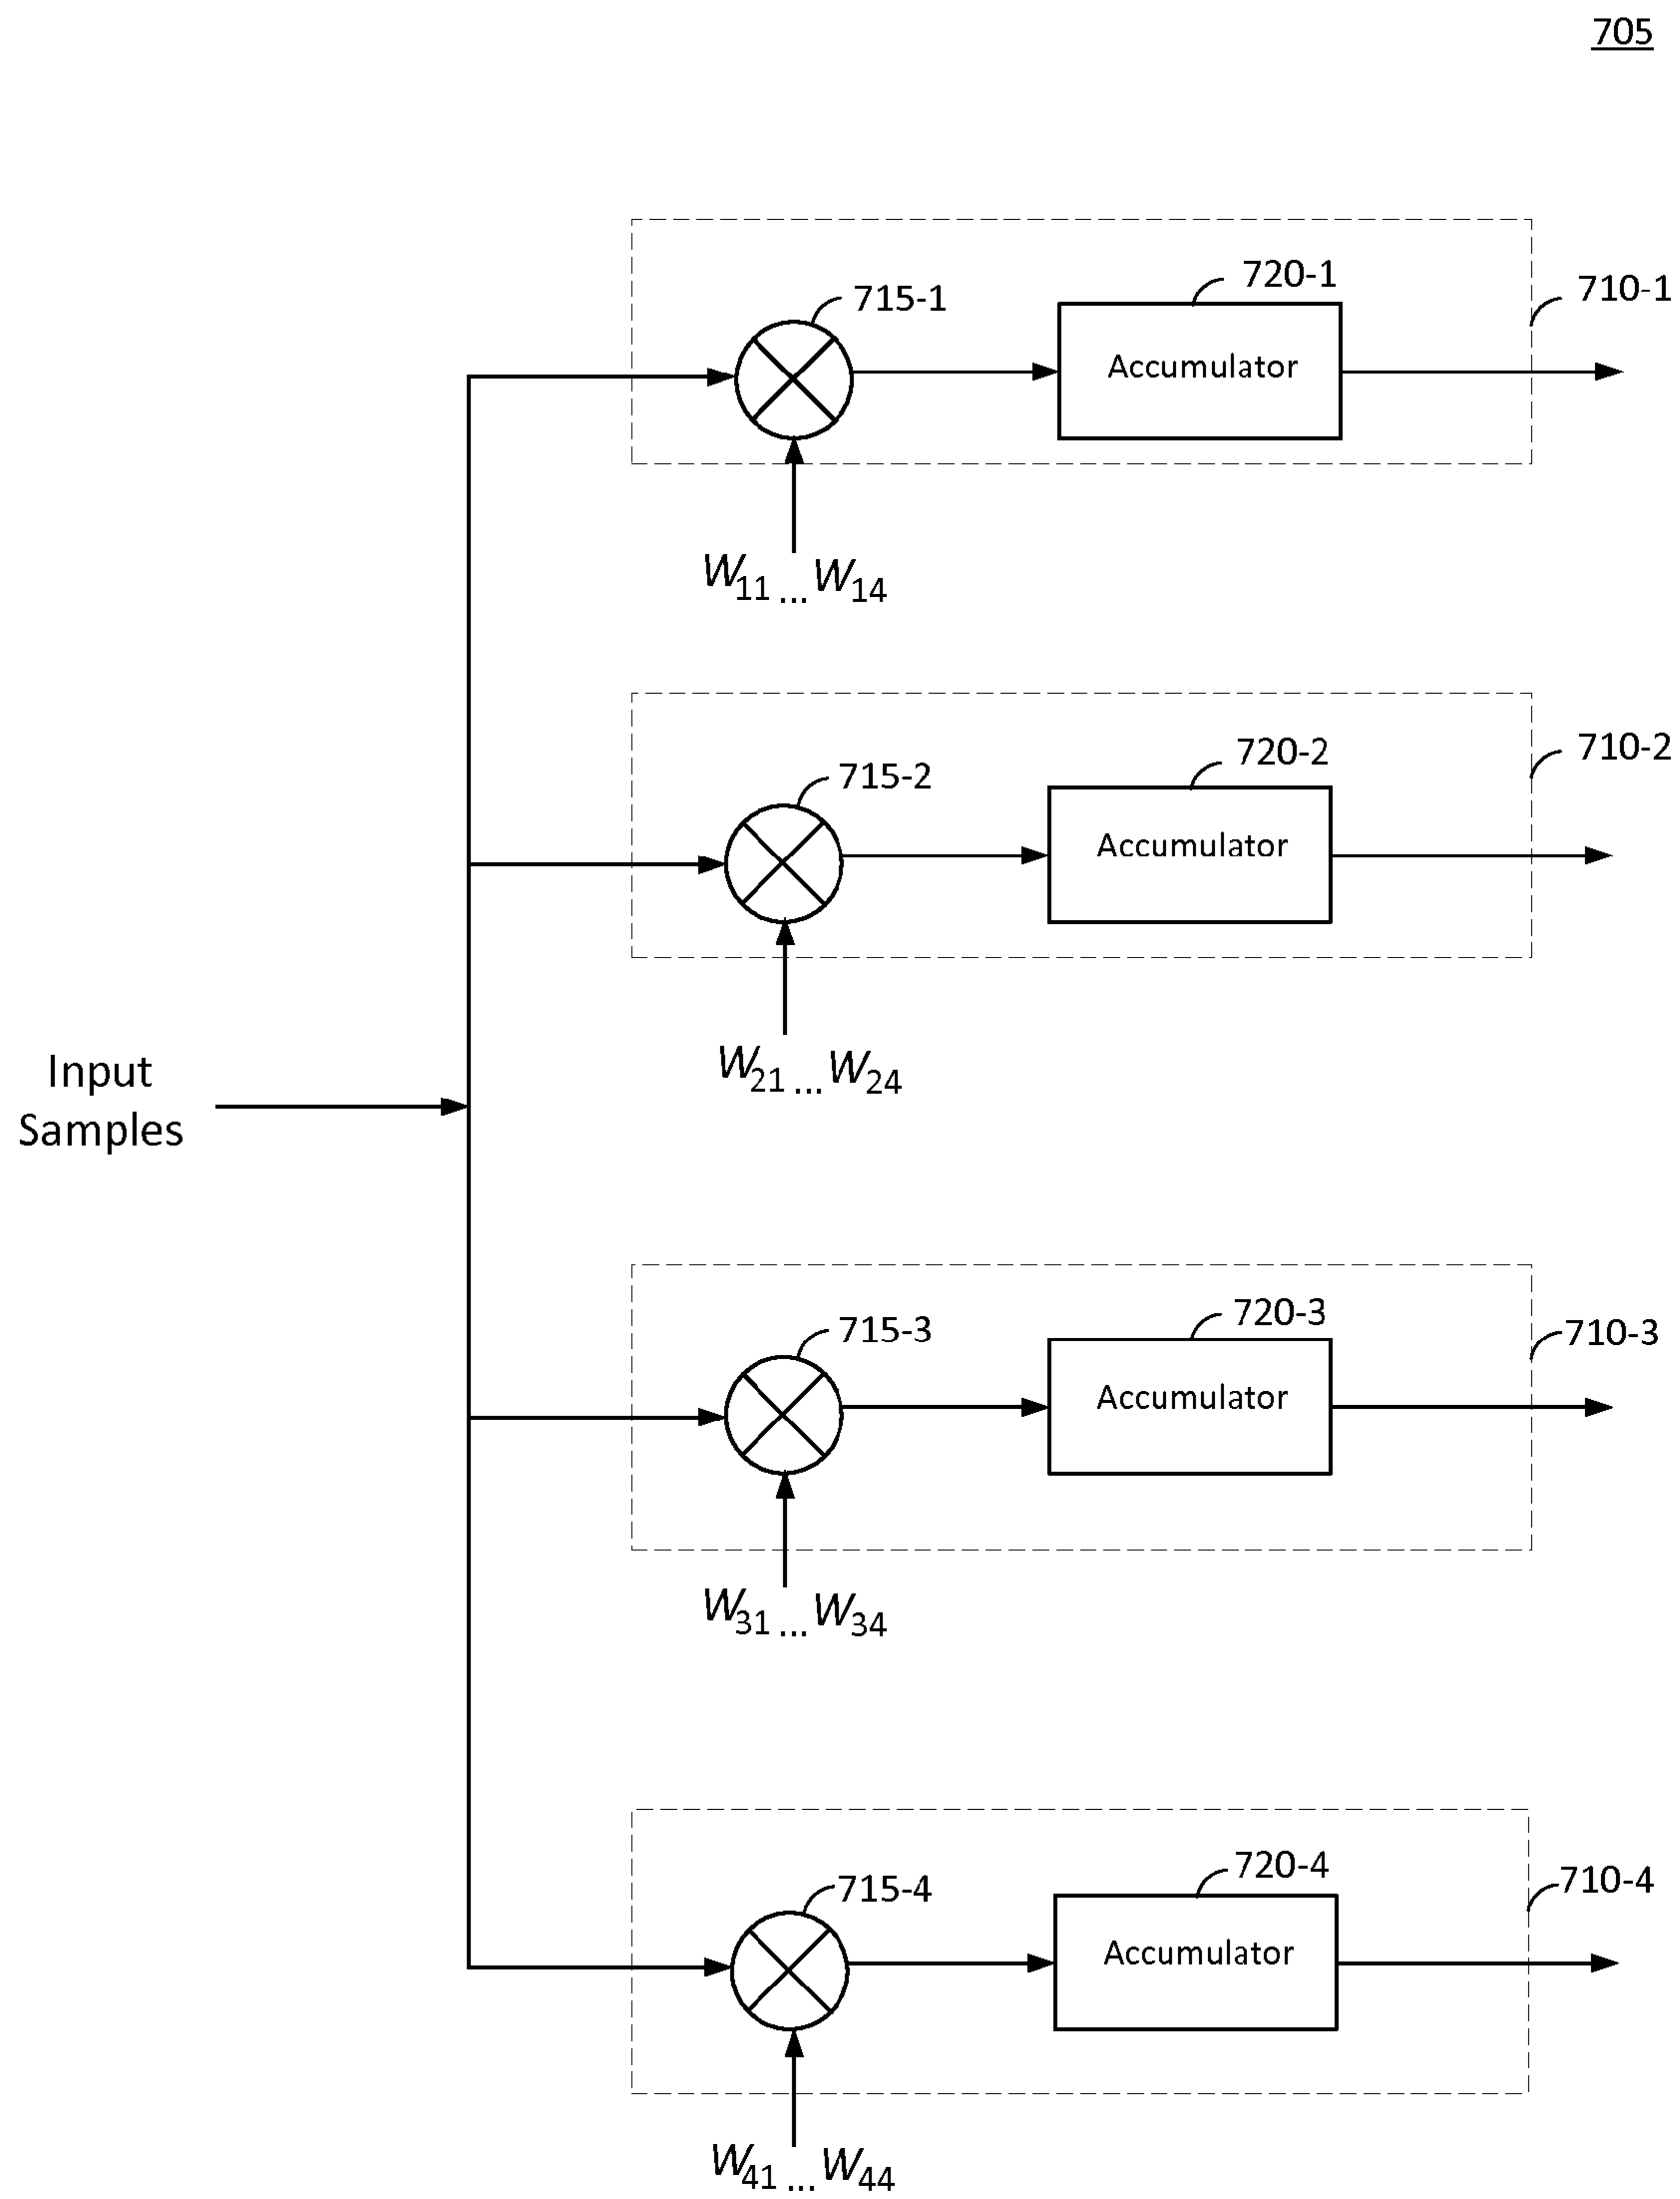 705
720-1
710-1
715-1
Accumulator
W11 ... W14
720-2
710-2
715-2
Accumulator
W21 ... W24
Input
Samples
720-3
710-3
715-3
Accumulator
W31 ... W34
720-4
710-4
715-4
Accumulator
W41 ... W44